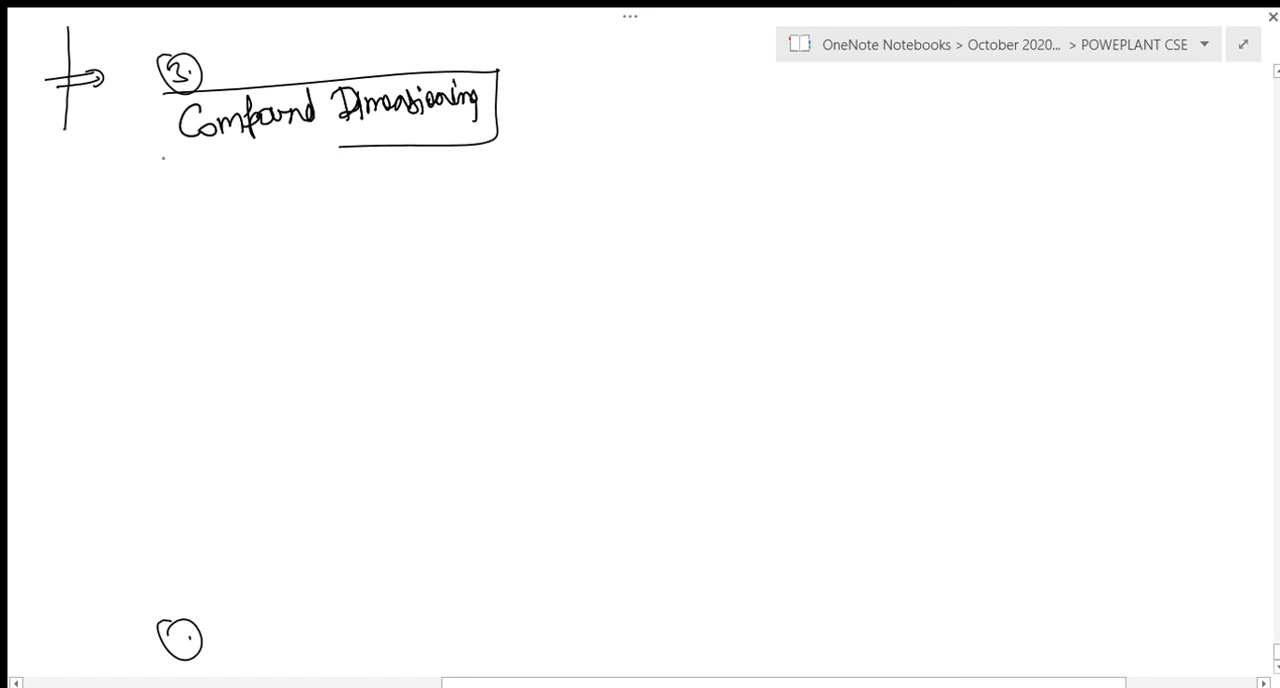 ...
OneNote Notebooks > October 2020... > POWEPLANT CSE
3.
Compound Dimensioning